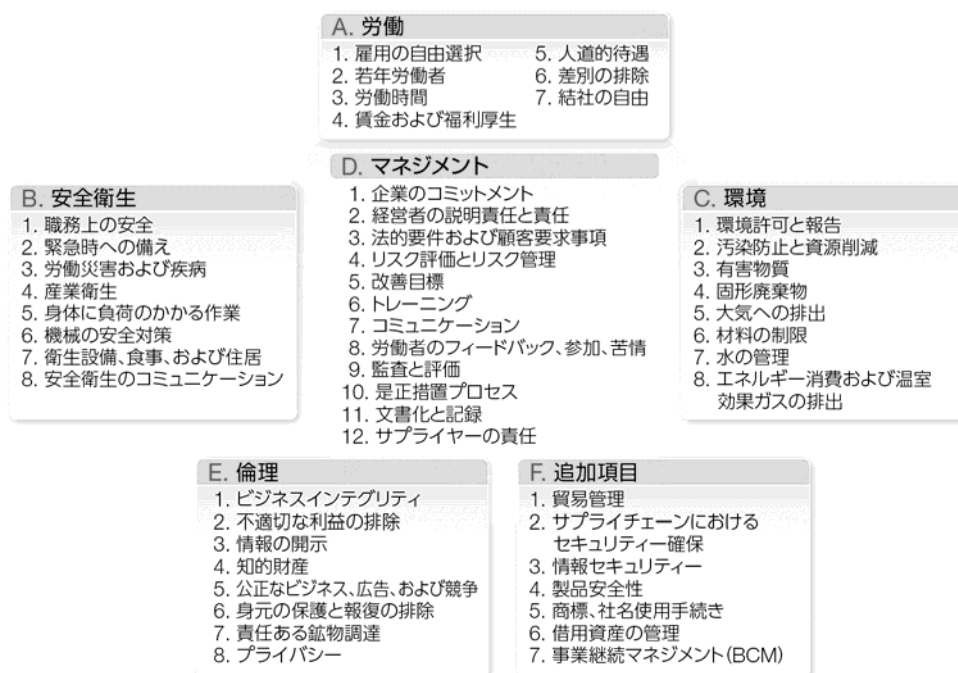 A. 労働
1. 雇用の自由選択
2. 若年労働者
3. 労働時間
4. 賃金および福利厚生
5. 人道的待遇
6. 差別の排除
7. 結社の自由
B. 安全衛生
1. 職務上の安全
2. 緊急時への備え
3. 労働災害および疾病
4. 産業衛生
5. 身体に負荷のかかる作業
6. 機械の安全対策
7. 衛生設備、食事、および住居
8. 安全衛生のコミュニケーション
D. マネジメント
1. 企業のコミットメント
2. 経営者の説明責任と責任
3. 法的要件および顧客要求事項
4. リスク評価とリスク管理
5. 改善目標
6. トレーニング
7. コミュニケーション
8. 労働者のフィードバック、参加、苦情
9. 監査と評価
10. 是正措置プロセス
11. 文書化と記録
12. サプライヤーの責任
C. 環境
1. 環境許可と報告
2. 汚染防止と資源削減
3. 有害物質
4. 固形廃棄物
5. 大気への排出
6. 材料の制限
7. 水の管理
8. エネルギー消費および温室
効果ガスの排出
E. 倫理
1. ビジネスインテグリティ
2. 不適切な利益の排除
3. 情報の開示
4. 知的財産
5. 公正なビジネス、広告、および競争
6. 身元の保護と報復の排除
7. 責任ある鉱物調達
8. プライバシー
F. 追加項目
1. 貿易管理
2. サプライチェーンにおける
セキュリティー確保
3. 情報セキュリティー
4. 製品安全性
5. 商標、社名使用手続き
6. 借用資産の管理
7. 事業継続マネジメント(BCM)